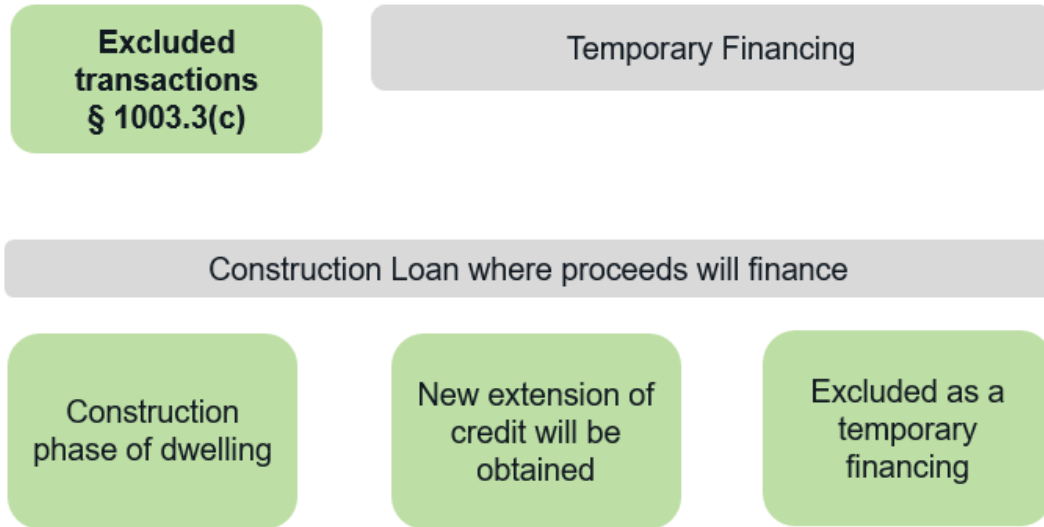 Excluded
transactions
§ 1003.3(c)
Temporary Financing
Construction Loan where proceeds will finance
Construction
phase of dwelling
New extension of
credit will be
obtained
Excluded as a
temporary
financing